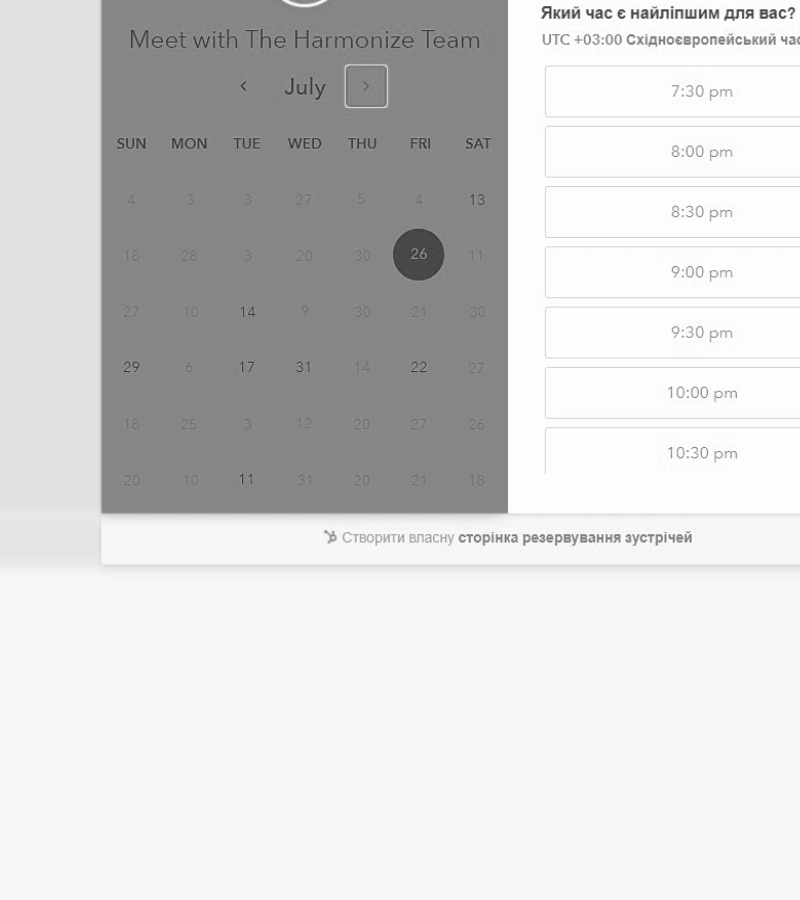 Meet with The Harmonize Team
July
SUN MON TUE WED THU FRI SAT
4 3 3 27 5 4 13
18 28 3 20 30 26 11
27 10 14 9 30 21 30
29 6 17 31 14 22 27
18 25 3 12 20 27 26
20 10 11 31 20 21 18
Який час є найліпшим для вас?
UTC +03:00 Східноєвропейський час
7:30 pm
8:00 pm
8:30 pm
9:00 pm
9:30 pm
10:00 pm
10:30 pm
Створити власну сторінка резервування зустрічей